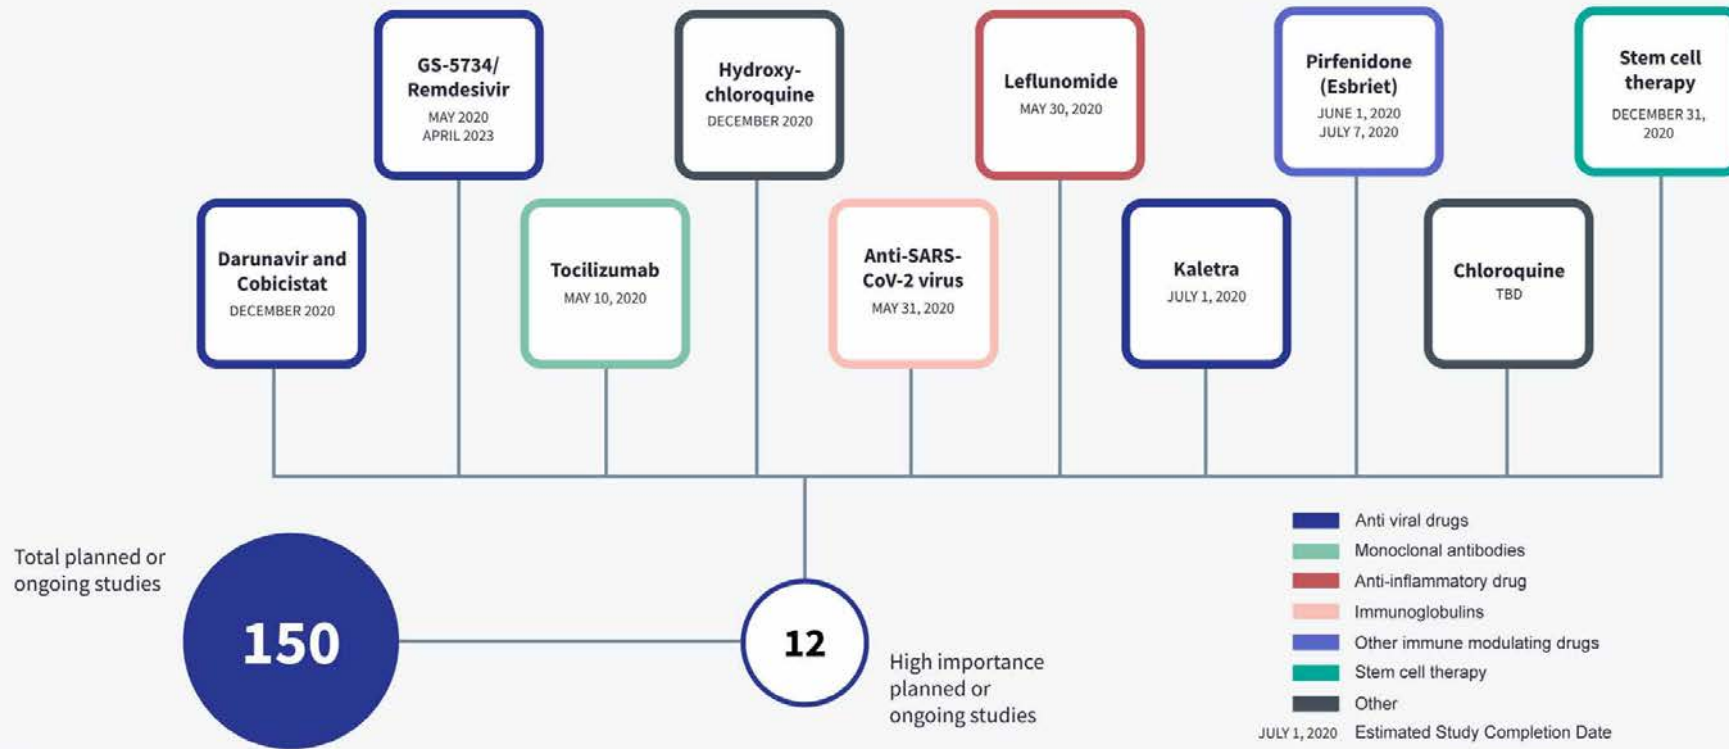 GS-5734/
Remdesivir
MAY 2020
APRIL 2023
Hydroxy-
chloroquine
DECEMBER 2020
Leflunomide
MAY 30, 2020
Pirfenidone
(Esbriet)
JUNE 1, 2020
JULY 7, 2020
Stem cell
therapy
DECEMBER 31,
2020
Darunavir and
Cobicistat
DECEMBER 2020
Tocilizumab
MAY 10, 2020
Anti-SARS-
CoV-2 virus
MAY 31, 2020
Kaletra
JULY 1, 2020
Chloroquine
TBD
Total planned or
ongoing studies
150
12
High importance
planned or
ongoing studies
Anti viral drugs
Monoclonal antibodies
Anti-inflammatory drug
Immunoglobulins
Other immune modulating drugs
Stem cell therapy
Other
JULY 1, 2020 Estimated Study Completion Date